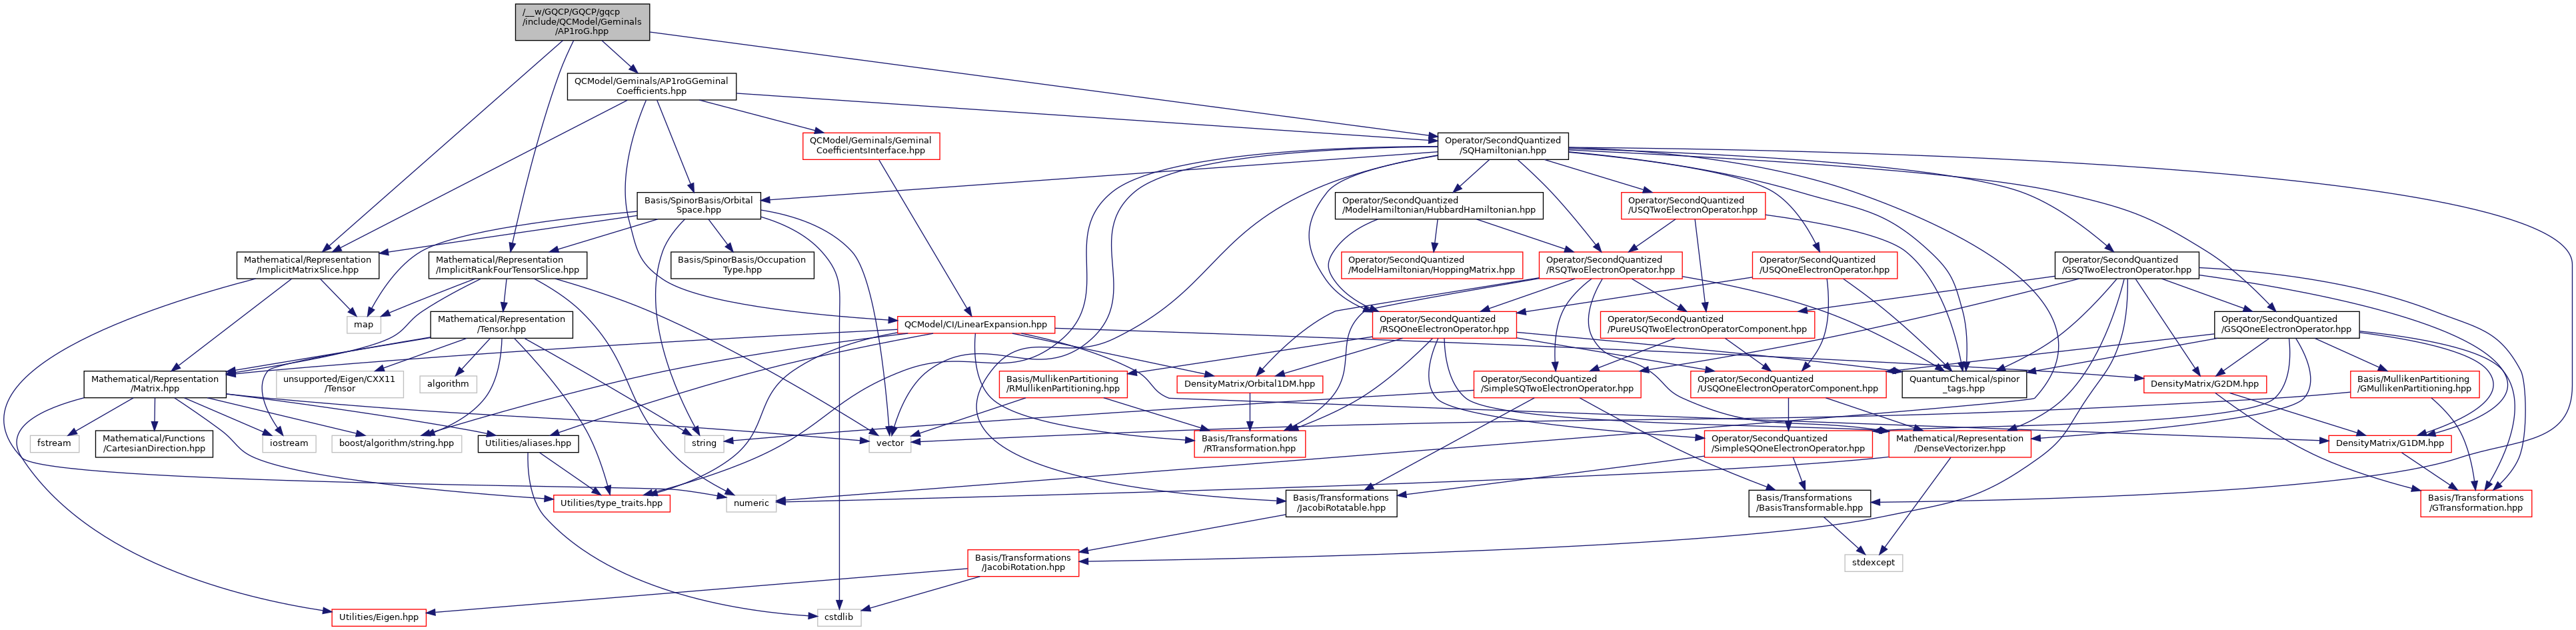 /__w/GQCP/GQCP/gqcp
/include/QCModel/Geminals
/AP1roG.hpp
QCModel/Geminals/AP1roGGeminal
Coefficients.hpp
QCModel/Geminals/Geminal
CoefficientsInterface.hpp
Operator/SecondQuantized
/SQHamiltonian.hpp
Basis/SpinorBasis/Orbital
Space.hpp
Operator/SecondQuantized
/ModelHamiltonian/HubbardHamiltonian.hpp
Operator/SecondQuantized
/USQTwoElectronOperator.hpp
Mathematical/Representation
/ImplicitMatrixSlice.hpp
Mathematical/Representation
/ImplicitRankFourTensorSlice.hpp
Basis/SpinorBasis/Occupation
Type.hpp
Operator/SecondQuantized
/ModelHamiltonian/HoppingMatrix.hpp
Operator/SecondQuantized
/RSQTwoElectronOperator.hpp
Operator/SecondQuantized
/USQOneElectronOperator.hpp
Operator/SecondQuantized
/GSQTwoElectronOperator.hpp
map
Mathematical/Representation
/Tensor.hpp
QCModel/CI/LinearExpansion.hpp
Operator/SecondQuantized
/RSQOneElectronOperator.hpp
Operator/SecondQuantized
/PureUSQTwoElectronOperatorComponent.hpp
Operator/SecondQuantized
/GSQOneElectronOperator.hpp
Mathematical/Representation
/Matrix.hpp
unsupported/Eigen/CXX11
/Tensor
algorithm
Basis/MullikenPartitioning
/RMullikenPartitioning.hpp
DensityMatrix/Orbital1DM.hpp
Operator/SecondQuantized
/SimpleSQTwoElectronOperator.hpp
Operator/SecondQuantized
/USQOneElectronOperatorComponent.hpp
QuantumChemical/spinor
_tags.hpp
DensityMatrix/G2DM.hpp
Basis/MullikenPartitioning
/GMullikenPartitioning.hpp
fstream
Mathematical/Functions
/CartesianDirection.hpp
iostream
boost/algorithm/string.hpp
Utilities/aliases.hpp
string
vector
Basis/Transformations
/RTransformation.hpp
Operator/SecondQuantized
/SimpleSQOneElectronOperator.hpp
Mathematical/Representation
/DenseVectorizer.hpp
DensityMatrix/G1DM.hpp
Utilities/type_traits.hpp
numeric
Basis/Transformations
/JacobiRotatable.hpp
Basis/Transformations
/BasisTransformable.hpp
Basis/Transformations
/GTransformation.hpp
Basis/Transformations
/JacobiRotation.hpp
stdexcept
Utilities/Eigen.hpp
cstdlib